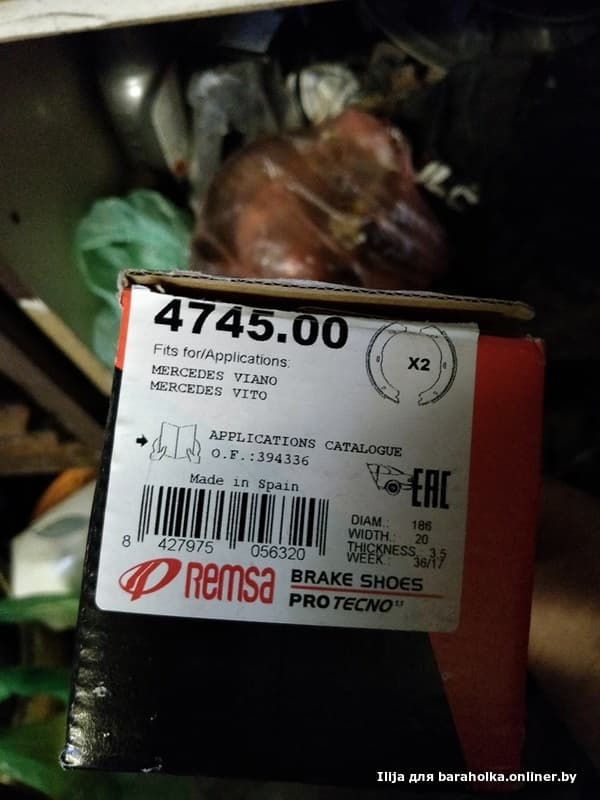 4745.00
Fits for/Applications:
MERCEDES VIANO
MERCEDES VITO
X2
APPLICATIONS CATALOGUE
O.F.:394336
Made in Spain
EAC
8 427975 056320
DIAM.: 186
WIDTH.: 20
THICKNESS.: 3.5
WEEK.: 36/17
Remsa
BRAKE SHOES
PRO TECNO
Ilija для baraholka.onliner.by